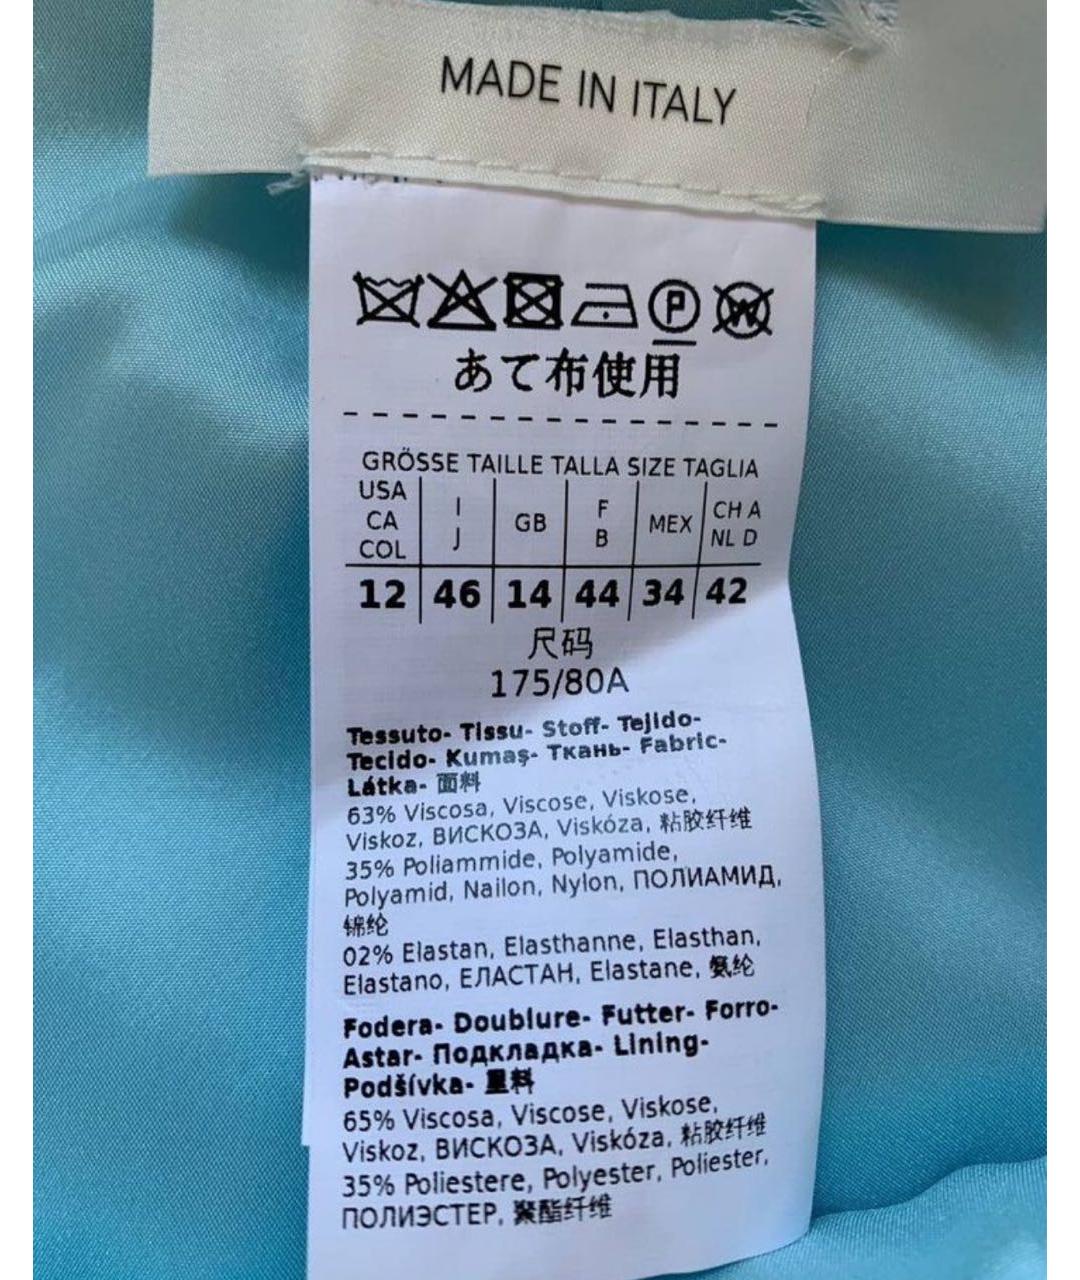 MADE IN ITALY
P W
あて布使用
GRÖSSE TAILLE TALLA SIZE TAGLIA
USA CA COL | I J | GB | F B | MEX | CH A NL D
12 | 46 | 14 | 44 | 34 | 42
尺码
175/80A
Tessuto- Tissu- Stoff- Tejido-
Tecido- Kumaş- Ткань- Fabric-
Látka- 面料
63% Viscosa, Viscose, Viskose,
Viskoz, ВИСКОЗА, Viskóza, 粘胶纤维
35% Poliammide, Polyamide,
Polyamid, Nailon, Nylon, ПОЛИАМИД,
锦纶
02% Elastan, Elasthanne, Elasthan,
Elastano, ЕЛАСТАН, Elastane, 氨纶
Fodera- Doublure- Futter- Forro-
Astar- Подкладка- Lining-
Podšívka- 里料
65% Viscosa, Viscose, Viskose,
Viskoz, ВИСКОЗА, Viskóza, 粘胶纤维
35% Poliestere, Polyester, Poliester,
ПОЛИЭСТЕР, 聚酯纤维